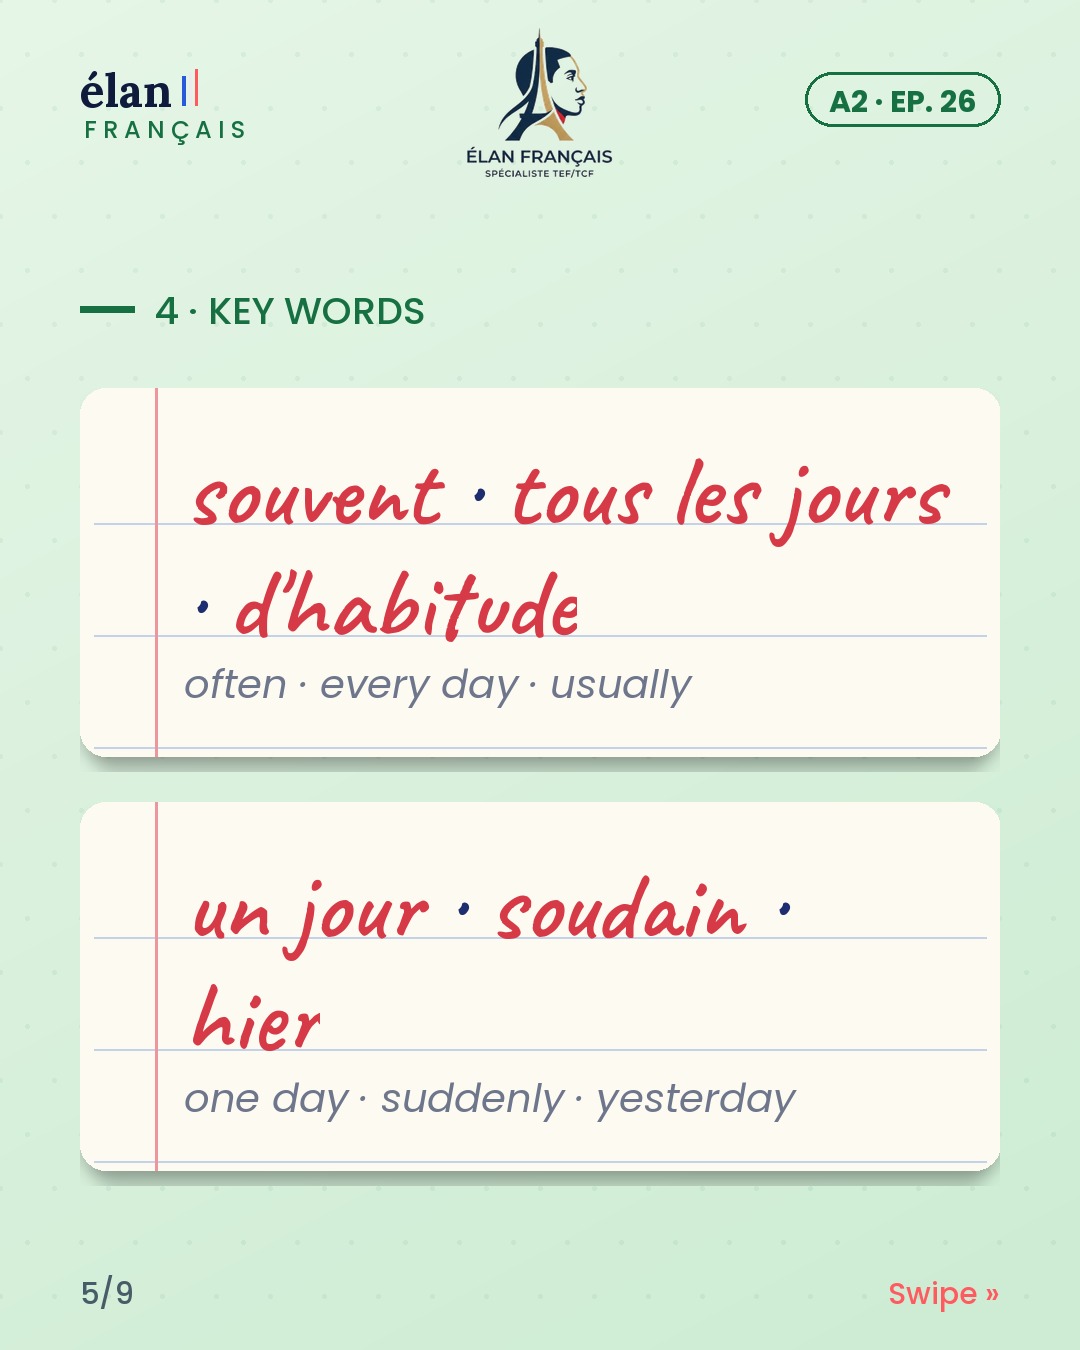 élan
FRANÇAIS
ÉLAN FRANÇAIS
SPÉCIALISTE TEF/TCF
A2 · EP. 26
4 · KEY WORDS
souvent · tous les jours
· d'habitude
often · every day · usually
un jour · soudain ·
hier
one day · suddenly · yesterday
5/9
Swipe »